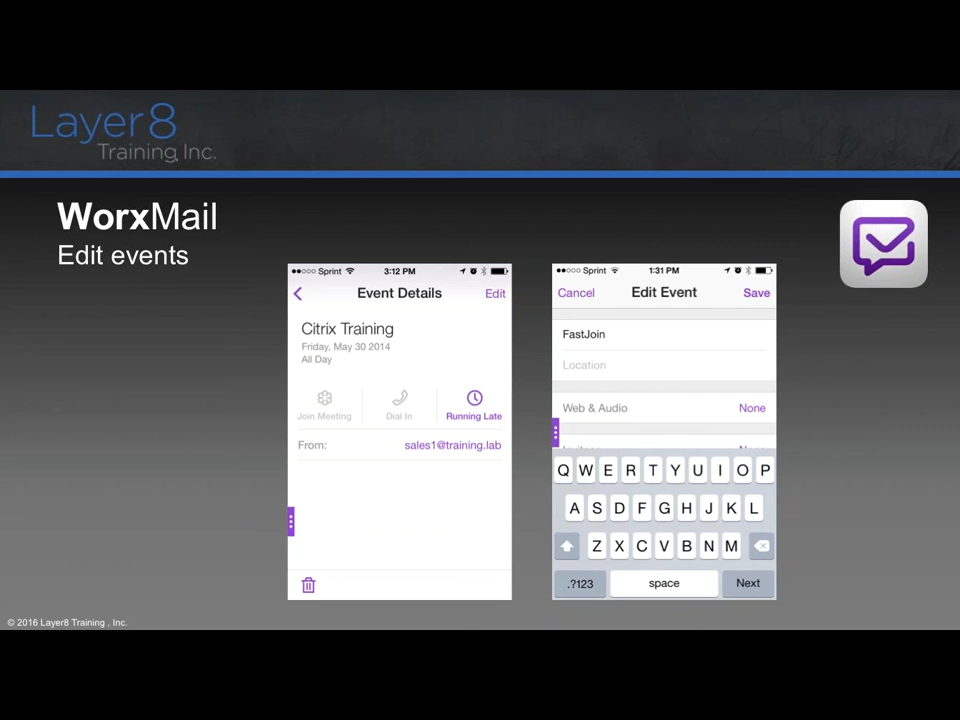 Layer8
Training, Inc.
WorxMail
Edit events
Sprint 3:12 PM
Event Details Edit
Citrix Training
Friday, May 30 2014
All Day
Join Meeting Dial In Running Late
From: sales1@training.lab
Sprint 1:31 PM
Cancel Edit Event Save
FastJoin
Location
Web & Audio None
Q W E R T Y U I O P
A S D F G H J K L
Z X C V B N M
.?123 space Next
© 2016 Layer8 Training , Inc.